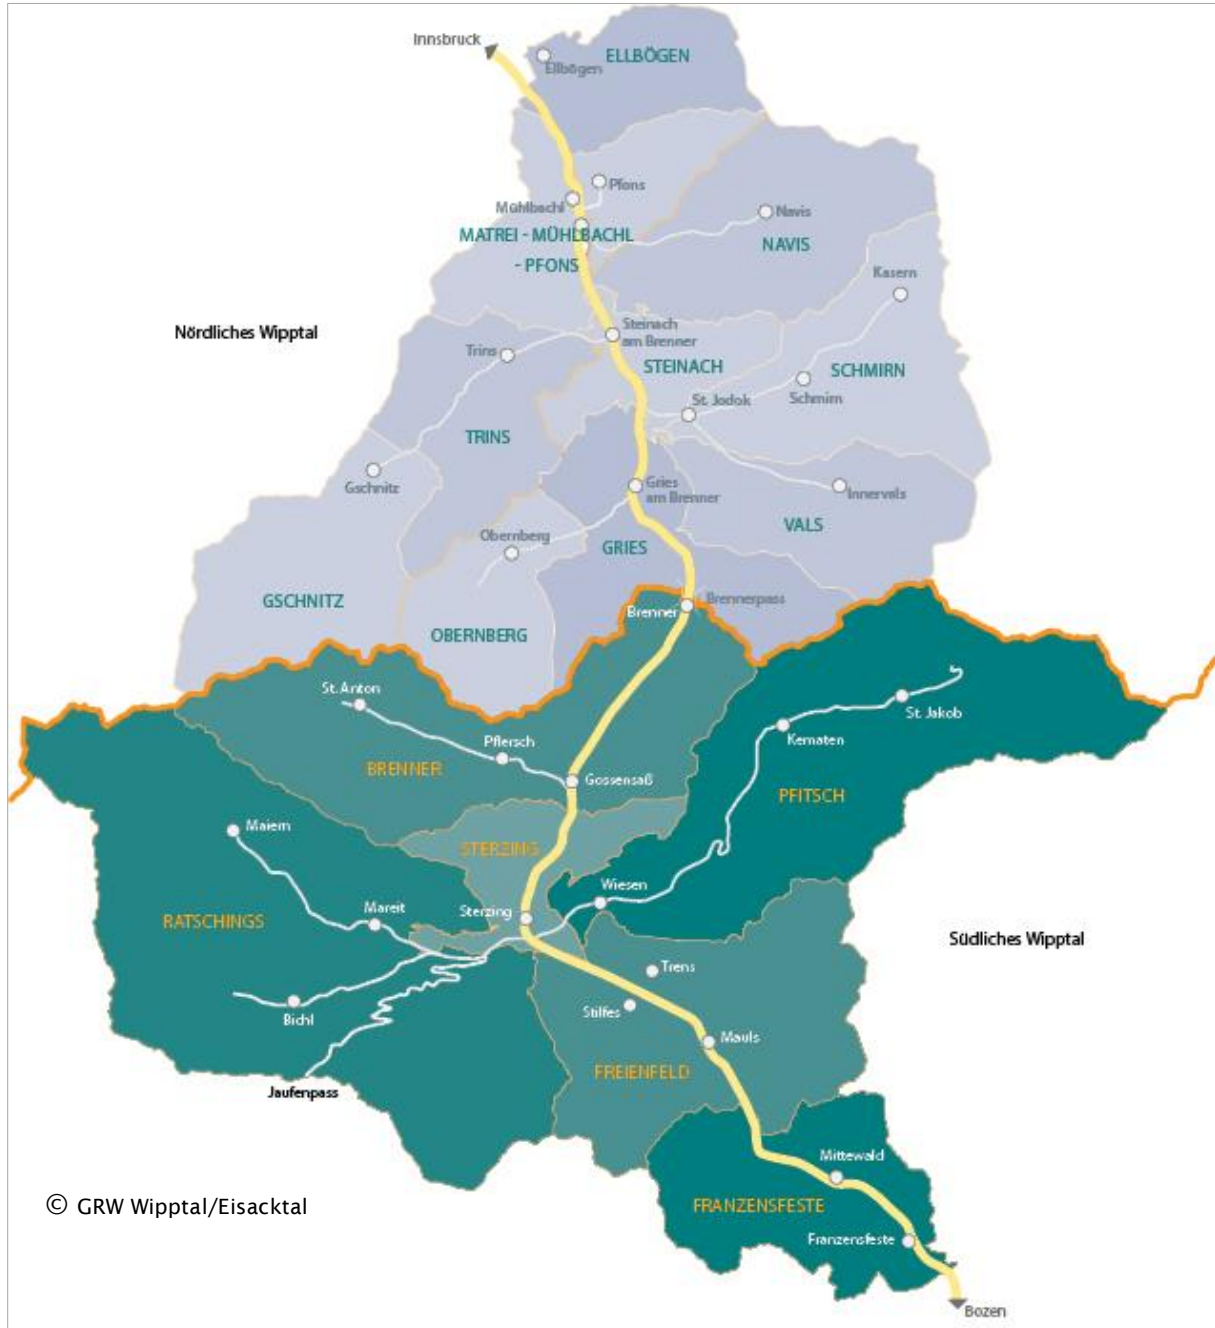 Innsbruck
ELLBÖGEN
Ellbögen
Pfons
Mühlbachl
Navis
MATREI - MÜHLBACHL
- PFONS
NAVIS
Kasern
Nördliches Wipptal
Steinach
am Brenner
Trins
STEINACH
SCHMIRN
Schmirn
St. Jodok
TRINS
Gschnitz
Gries
am Brenner
Innervals
VALS
Obernberg
GRIES
GSCHNITZ
Brennerpass
Brenner
OBERNBERG
St. Anton
St. Jakob
Kematen
Pflersch
BRENNER
Gossensaß
PFITSCH
Maiern
STERZING
Wiesen
Mareit
Sterzing
RATSCHINGS
Südliches Wipptal
Trens
Stilfes
Bichl
Mauls
FREIENFELD
Jaufenpass
Mittewald
© GRW Wipptal/Eisacktal
FRANZENSFESTE
Franzensfeste
Bozen